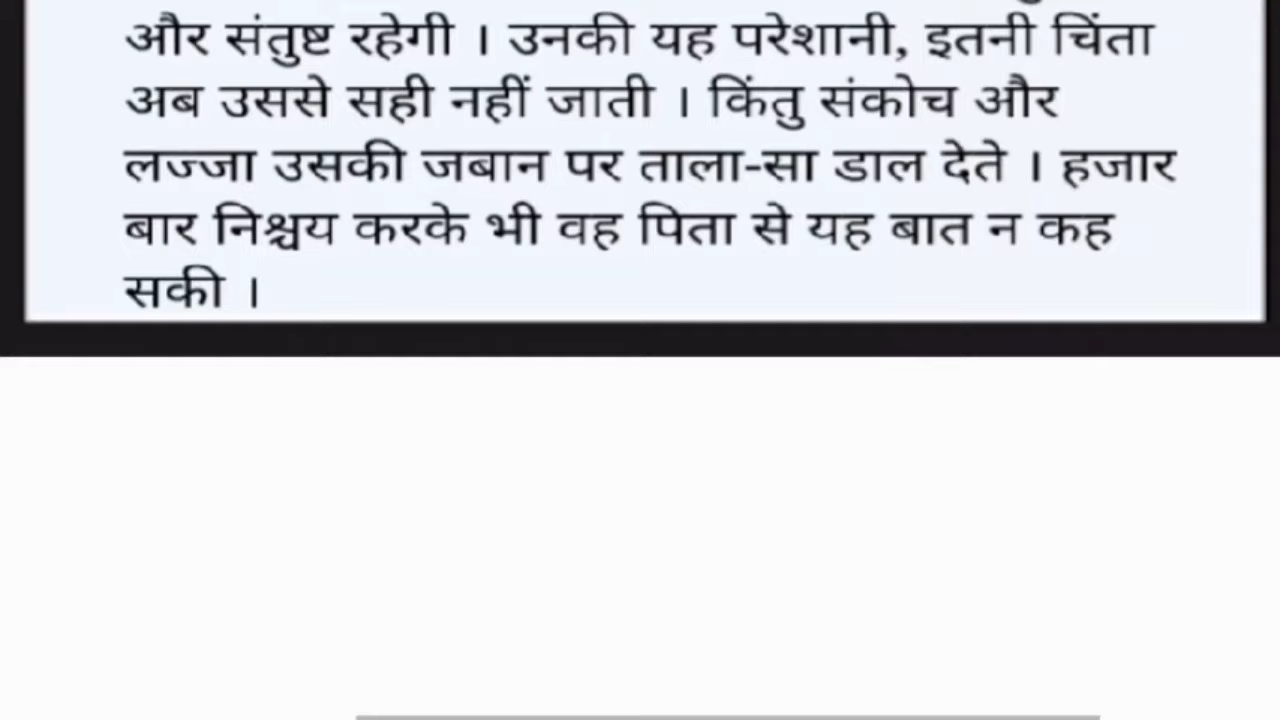 और संतुष्ट रहेगी । उनकी यह परेशानी, इतनी चिंता
अब उससे सही नहीं जाती । किंतु संकोच और
लज्जा उसकी जबान पर ताला-सा डाल देते । हजार
बार निश्चय करके भी वह पिता से यह बात न कह
सकी ।